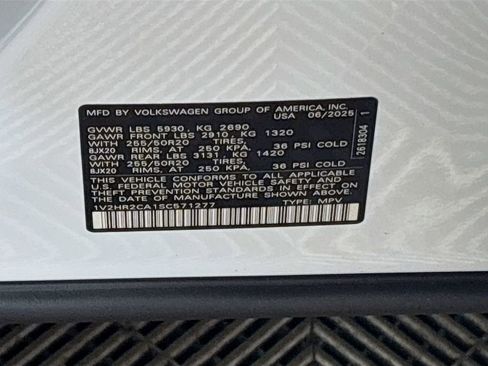 MFD BY VOLKSWAGEN GROUP OF AMERICA, INC.
USA 06/2025
GVWR LBS 5930, KG 2690
GAWR FRONT LBS 2910, KG 1320
WITH 255/50R20 TIRES,
8JX20 RIMS, AT 250 KPA, 36 PSI COLD
GAWR REAR LBS 3131, KG 1420
WITH 255/50R20 TIRES,
8JX20 RIMS, AT 250 KPA, 36 PSI COLD
THIS VEHICLE CONFORMS TO ALL APPLICABLE
U.S. FEDERAL MOTOR VEHICLE SAFETY AND
THEFT PREVENTION STANDARDS IN EFFECT ON
THE DATE OF MANUFACTURE SHOWN ABOVE.
1V2HR2CA1SC571277 TYPE: MPV
2618304 1